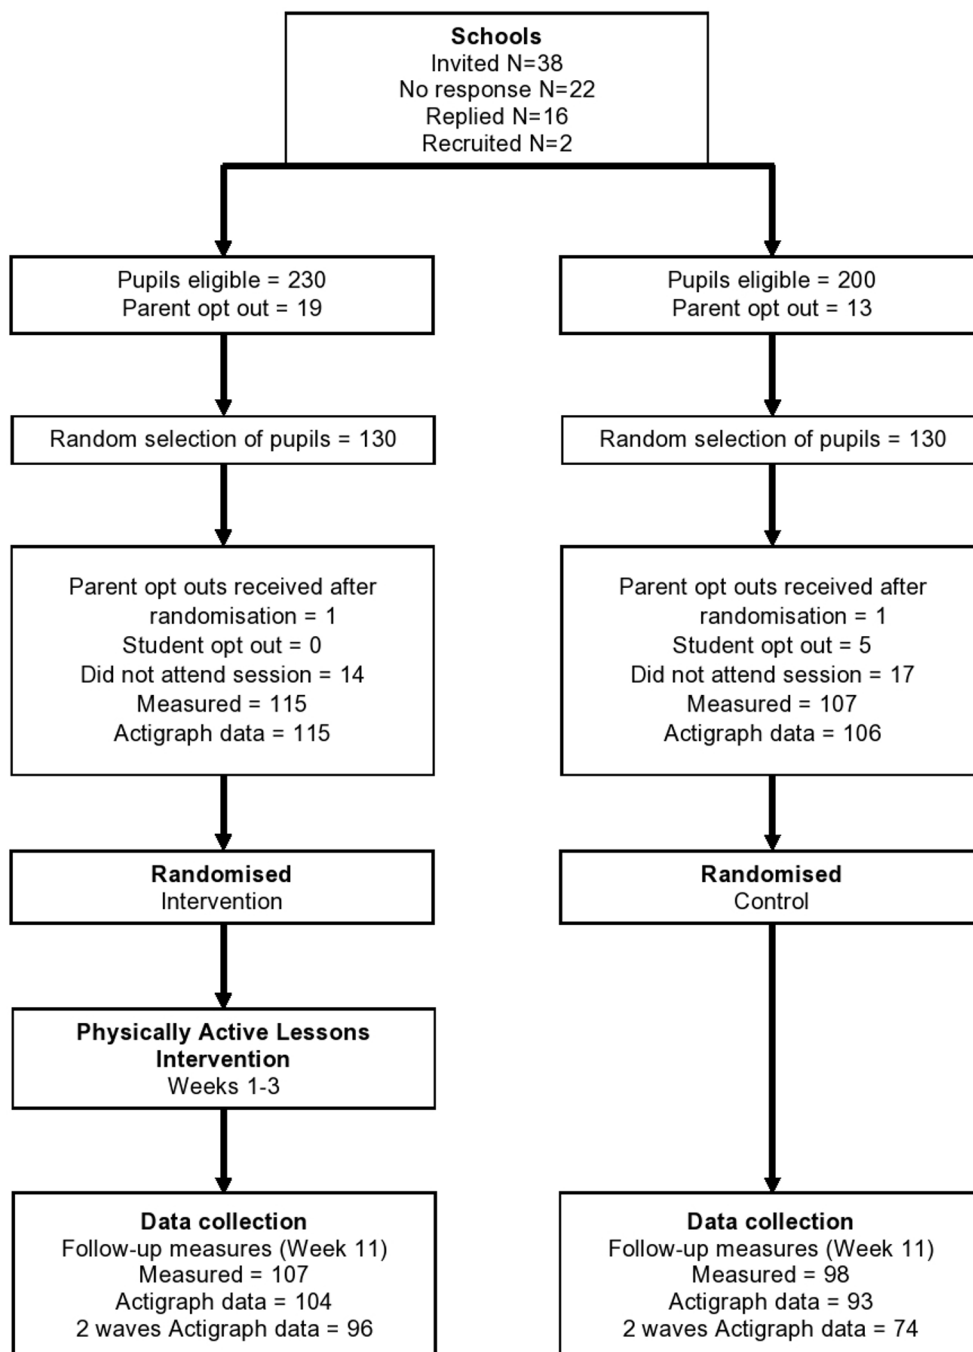 Schools
Invited N=38
No response N=22
Replied N=16
Recruited N=2
Pupils eligible = 230
Parent opt out = 19
Pupils eligible = 200
Parent opt out = 13
Random selection of pupils = 130
Random selection of pupils = 130
Parent opt outs received after
randomisation = 1
Student opt out = 0
Did not attend session = 14
Measured = 115
Actigraph data = 115
Parent opt outs received after
randomisation = 1
Student opt out = 5
Did not attend session = 17
Measured = 107
Actigraph data = 106
Randomised
Intervention
Randomised
Control
Physically Active Lessons
Intervention
Weeks 1-3
Data collection
Follow-up measures (Week 11)
Measured = 107
Actigraph data = 104
2 waves Actigraph data = 96
Data collection
Follow-up measures (Week 11)
Measured = 98
Actigraph data = 93
2 waves Actigraph data = 74